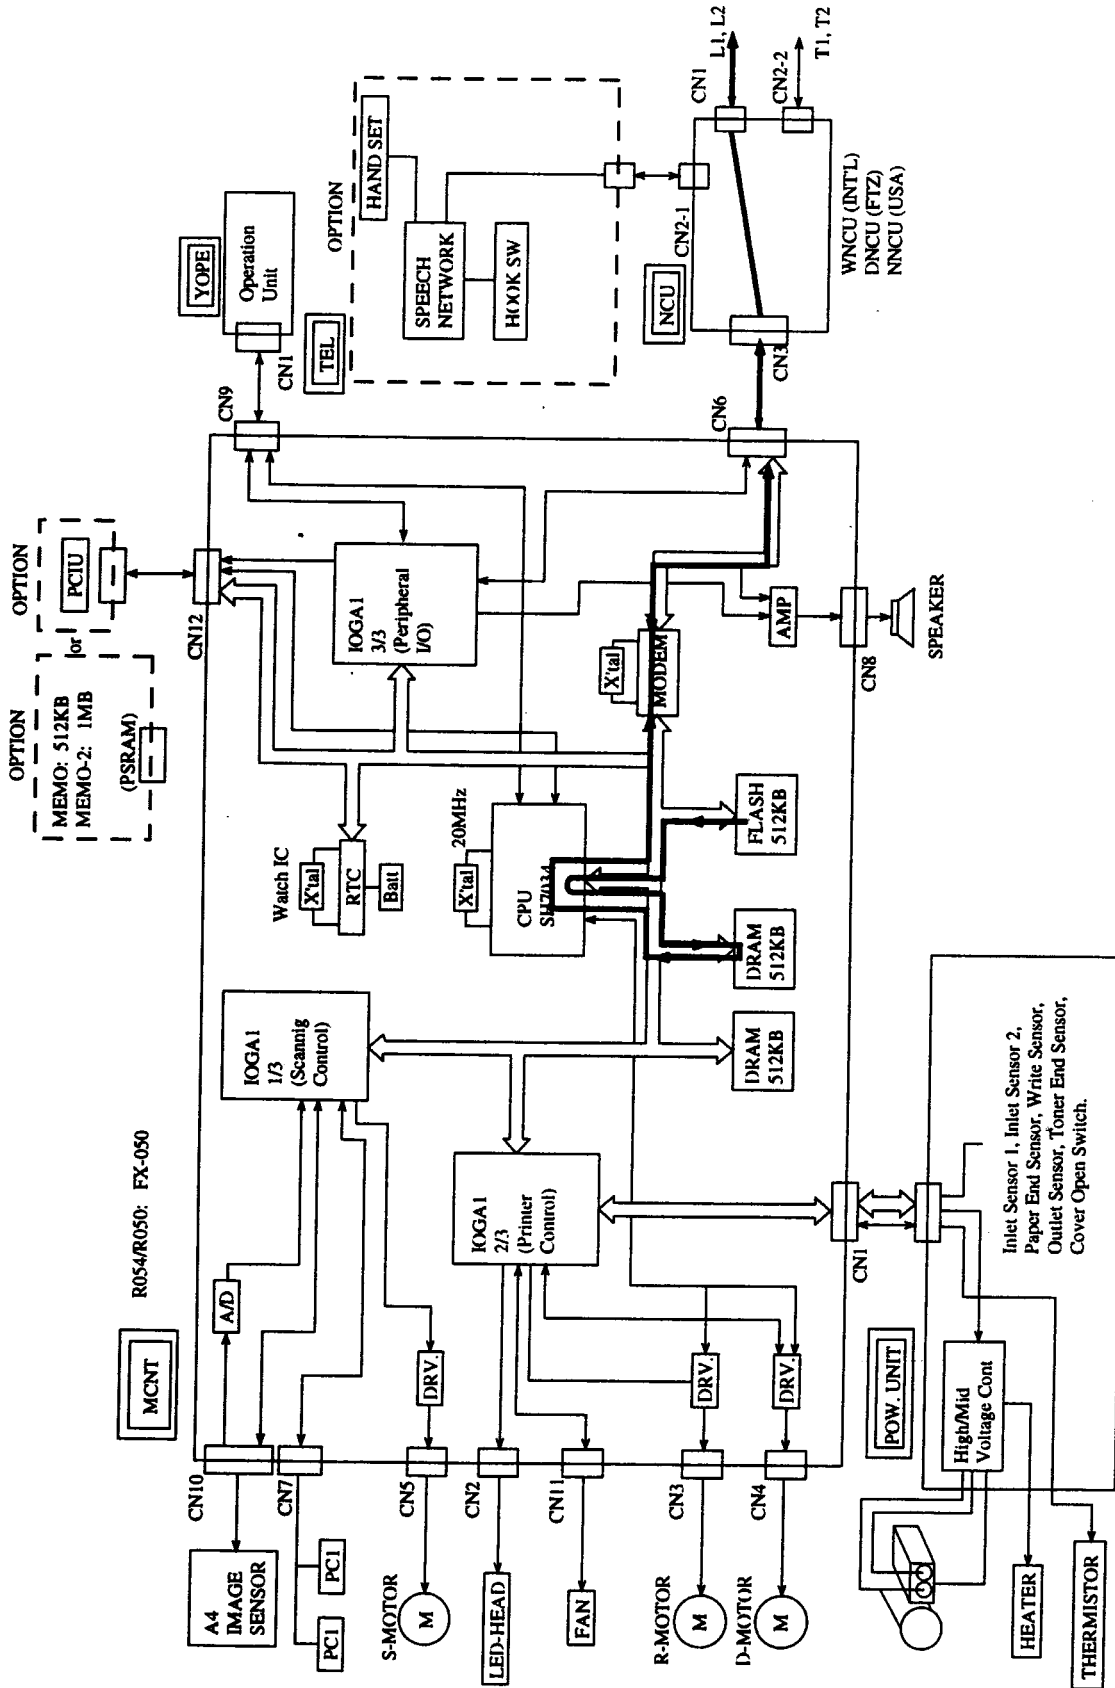 R054/R050: FX-050
MCNT
A4
IMAGE
SENSOR
CN10
A/D
PC1
PC1
CN7
S-MOTOR
M
CN5
DRV.
LED-HEAD
CN2
FAN
CN11
R-MOTOR
M
CN3
DRV.
D-MOTOR
M
CN4
DRV.
IOGA1
1/3
(Scannig
Control)
IOGA1
2/3
(Printer
Control)
Watch IC
X'tal
RTC
Batt
20MHz
X'tal
CPU
SH7034
DRAM
512KB
DRAM
512KB
FLASH
512KB
IOGA1
3/3
(Peripheral
I/O)
X'tal
MODEM
AMP
CN8
SPEAKER
OPTION
MEMO: 512KB
MEMO-2: 1MB
(PSRAM)
or
OPTION
PCIU
CN12
YOPE
Operation
Unit
CN1
CN9
TEL
OPTION
HAND SET
SPEECH
NETWORK
HOOK SW
NCU
CN2-1
CN1
L1, L2
CN2-2
T1, T2
CN3
CN6
WNCU (INT'L)
DNCU (FTZ)
NNCU (USA)
CN1
POW. UNIT
High/Mid
Voltage Cont
HEATER
THERMISTOR
Inlet Sensor 1, Inlet Sensor 2,
Paper End Sensor, Write Sensor,
Outlet Sensor, Toner End Sensor,
Cover Open Switch.